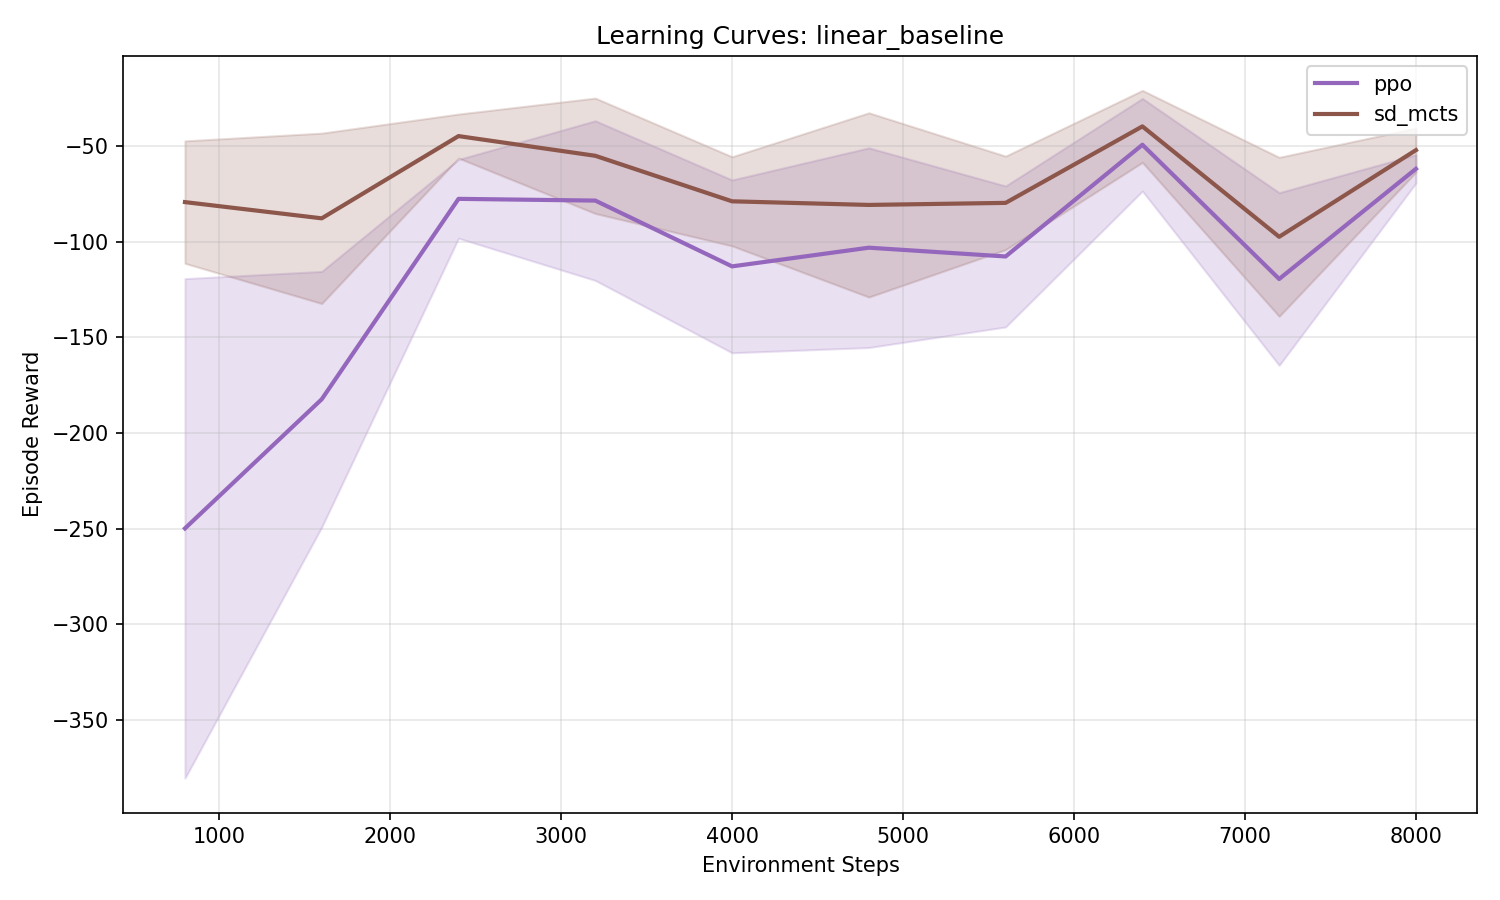 Learning Curves: linear_baseline
ppo
sd_mcts
Episode Reward
−50
−100
−150
−200
−250
−300
−350
1000 2000 3000 4000 5000 6000 7000 8000
Environment Steps